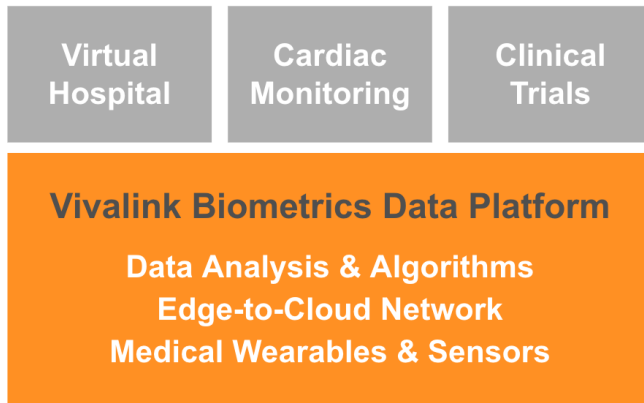 Virtual
Hospital
Cardiac
Monitoring
Clinical
Trials
Vivalink Biometrics Data Platform
Data Analysis & Algorithms
Edge-to-Cloud Network
Medical Wearables & Sensors